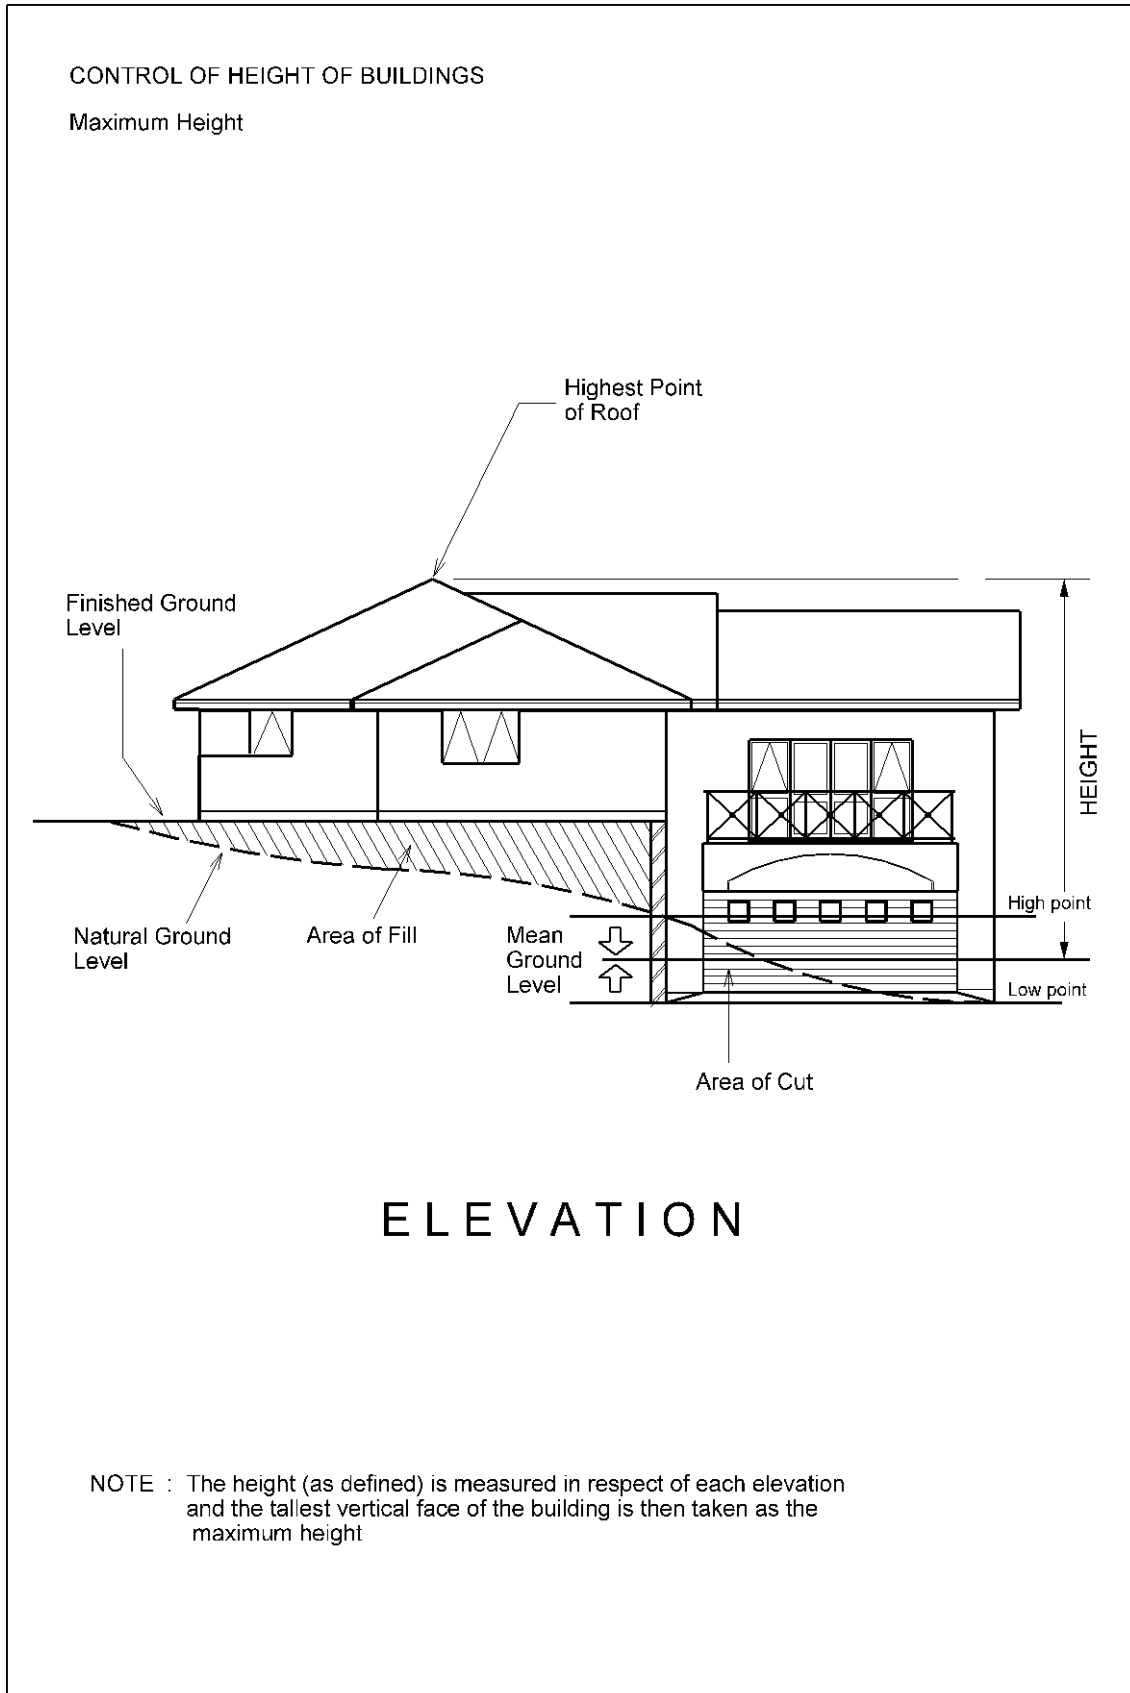 CONTROL OF HEIGHT OF BUILDINGS
Maximum Height
Highest Point
of Roof
Finished Ground
Level
HEIGHT
High point
Natural Ground
Level
Area of Fill
Mean
Ground
Level
Low point
Area of Cut
ELEVATION
NOTE : The height (as defined) is measured in respect of each elevation
and the tallest vertical face of the building is then taken as the
maximum height